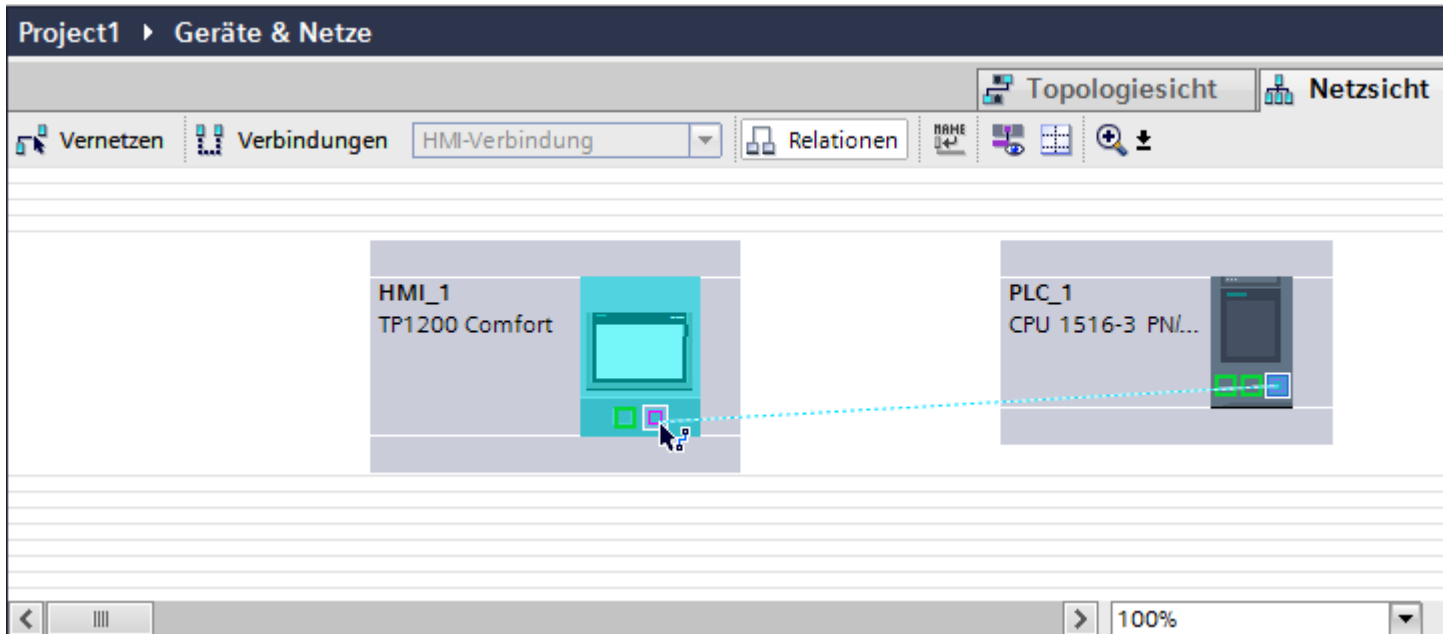 Project1 ▸ Geräte & Netze
Topologiesicht Netzsicht
Vernetzen Verbindungen HMI-Verbindung Relationen NAME
HMI_1
TP1200 Comfort
PLC_1
CPU 1516-3 PN/...
100%